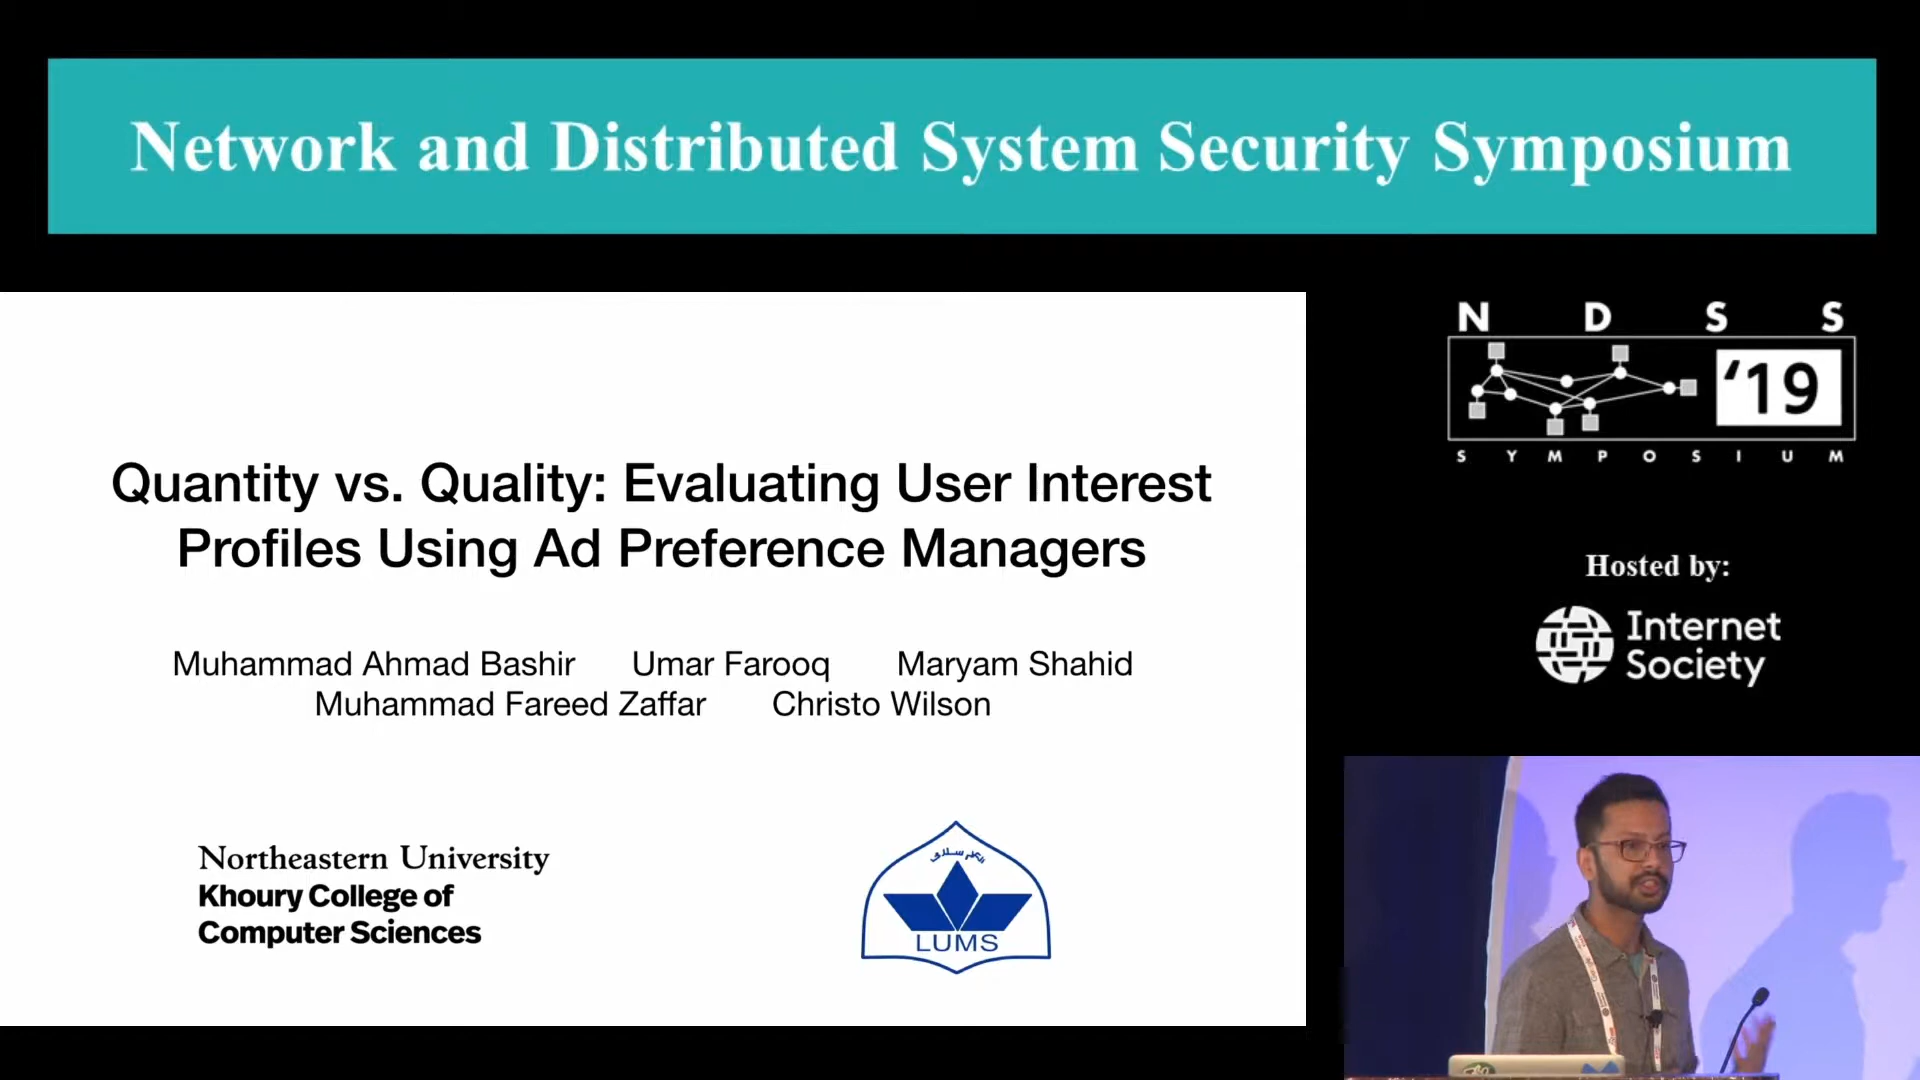 Network and Distributed System Security Symposium
N D S S
'19
SYMPOSIUM
Quantity vs. Quality: Evaluating User Interest
Profiles Using Ad Preference Managers
Muhammad Ahmad Bashir Umar Farooq Maryam Shahid
Muhammad Fareed Zaffar Christo Wilson
Northeastern University
Khoury College of
Computer Sciences
LUMS
Hosted by:
Internet
Society